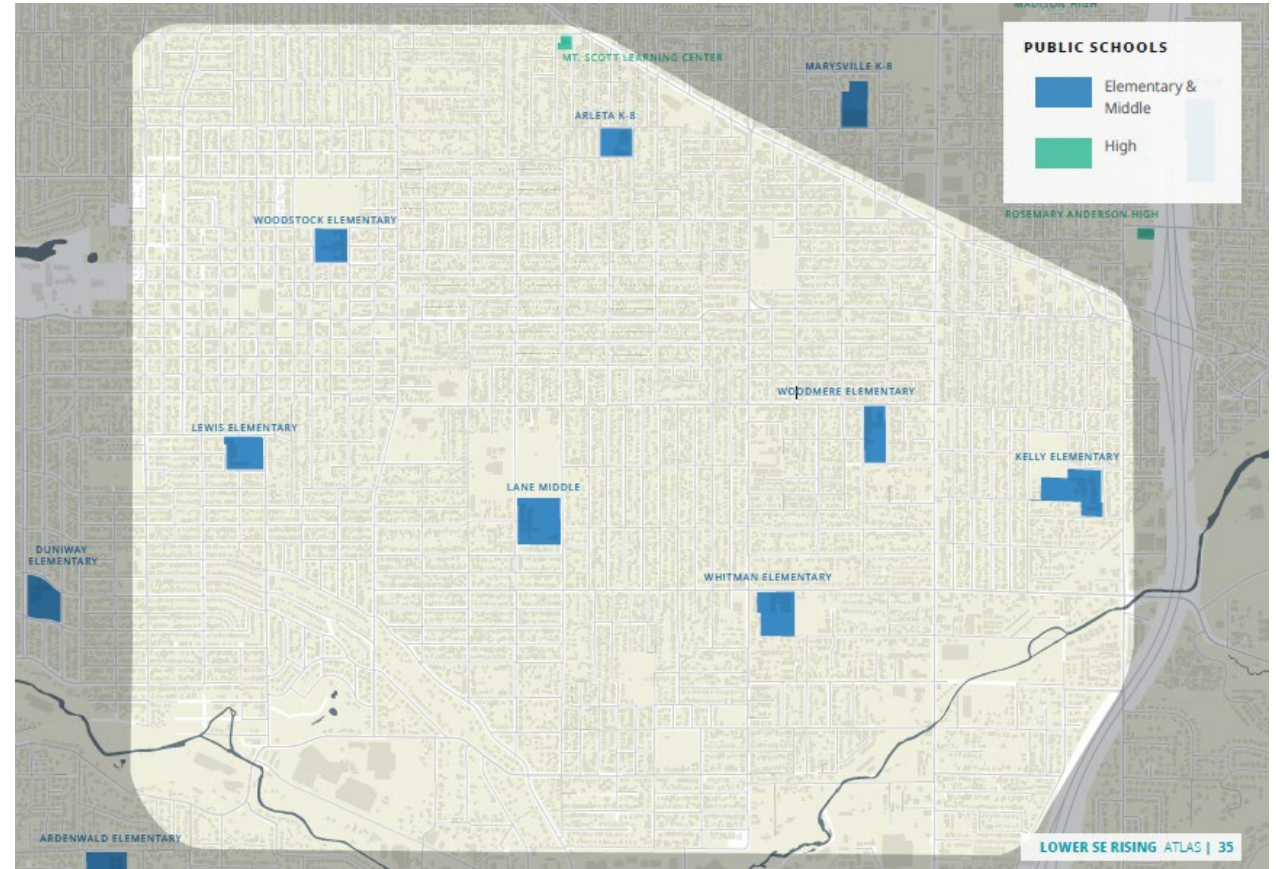 MADISON HIGH
PUBLIC SCHOOLS
Elementary &
Middle
High
MT. SCOTT LEARNING CENTER
MARYSVILLE K-8
ARLETA K-8
WOODSTOCK ELEMENTARY
ROSEMARY ANDERSON HIGH
WOODMERE ELEMENTARY
LEWIS ELEMENTARY
KELLY ELEMENTARY
LANE MIDDLE
DUNIWAY
ELEMENTARY
WHITMAN ELEMENTARY
ARDENWALD ELEMENTARY
LOWER SE RISING ATLAS | 35